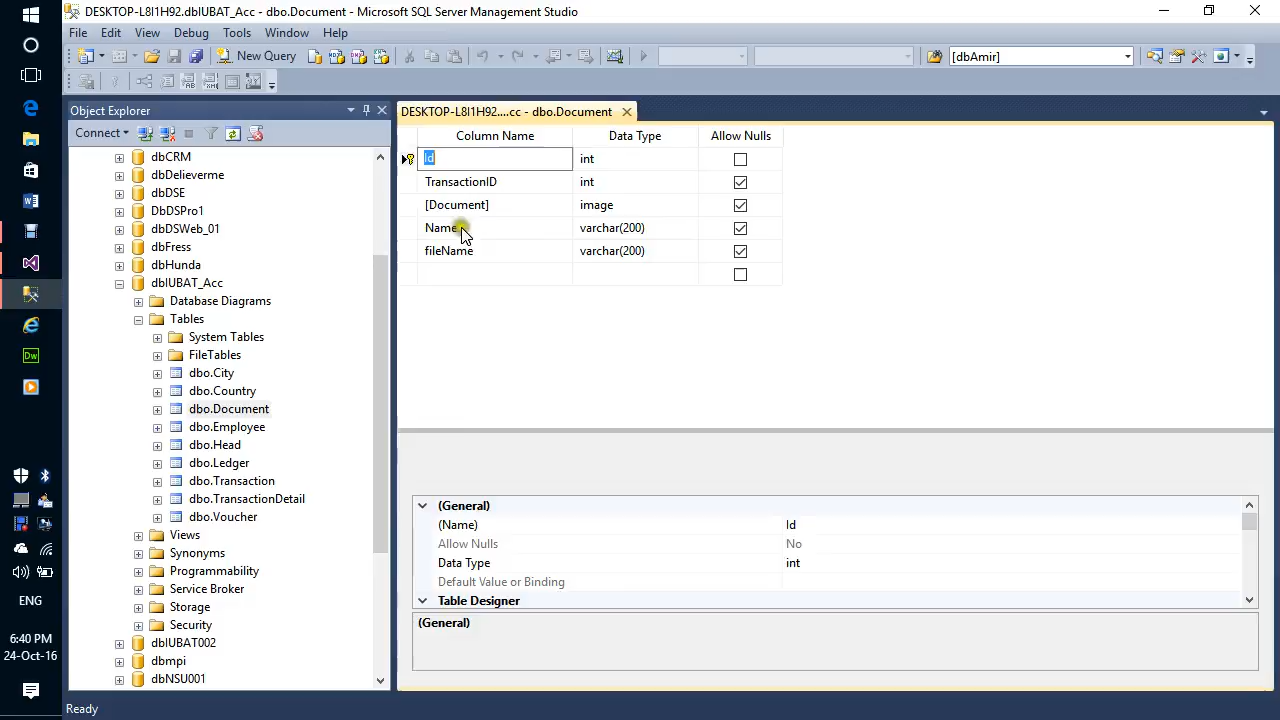 DESKTOP-L8I1H92.dbIUBAT_Acc - dbo.Document - Microsoft SQL Server Management Studio
File Edit View Debug Tools Window Help
New Query
[dbAmir]
Object Explorer
Connect
dbCRM
dbDelieverme
dbDSE
DbDSPro1
dbDSWeb_01
dbFress
dbHunda
dbIUBAT_Acc
Database Diagrams
Tables
System Tables
FileTables
dbo.City
dbo.Country
dbo.Document
dbo.Employee
dbo.Head
dbo.Ledger
dbo.Transaction
dbo.TransactionDetail
dbo.Voucher
Views
Synonyms
Programmability
Service Broker
Storage
Security
dbIUBAT002
dbmpi
dbNSU001
DESKTOP-L8I1H92....cc - dbo.Document
Column Name Data Type Allow Nulls
Id int
TransactionID int
[Document] image
Name varchar(200)
fileName varchar(200)
(General)
(Name) Id
Allow Nulls No
Data Type int
Default Value or Binding
Table Designer
(General)
Dw
ENG
6:40 PM
24-Oct-16
Ready